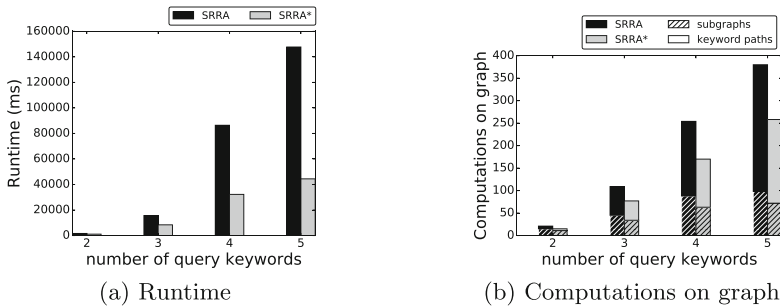 SRRA SRRA*
160000
140000
120000
100000
80000
60000
40000
20000
0
Runtime (ms)
2 3 4 5
number of query keywords
(a) Runtime
SRRA subgraphs
SRRA* keyword paths
400
350
300
250
200
150
100
50
0
Computations on graph
2 3 4 5
number of query keywords
(b) Computations on graph